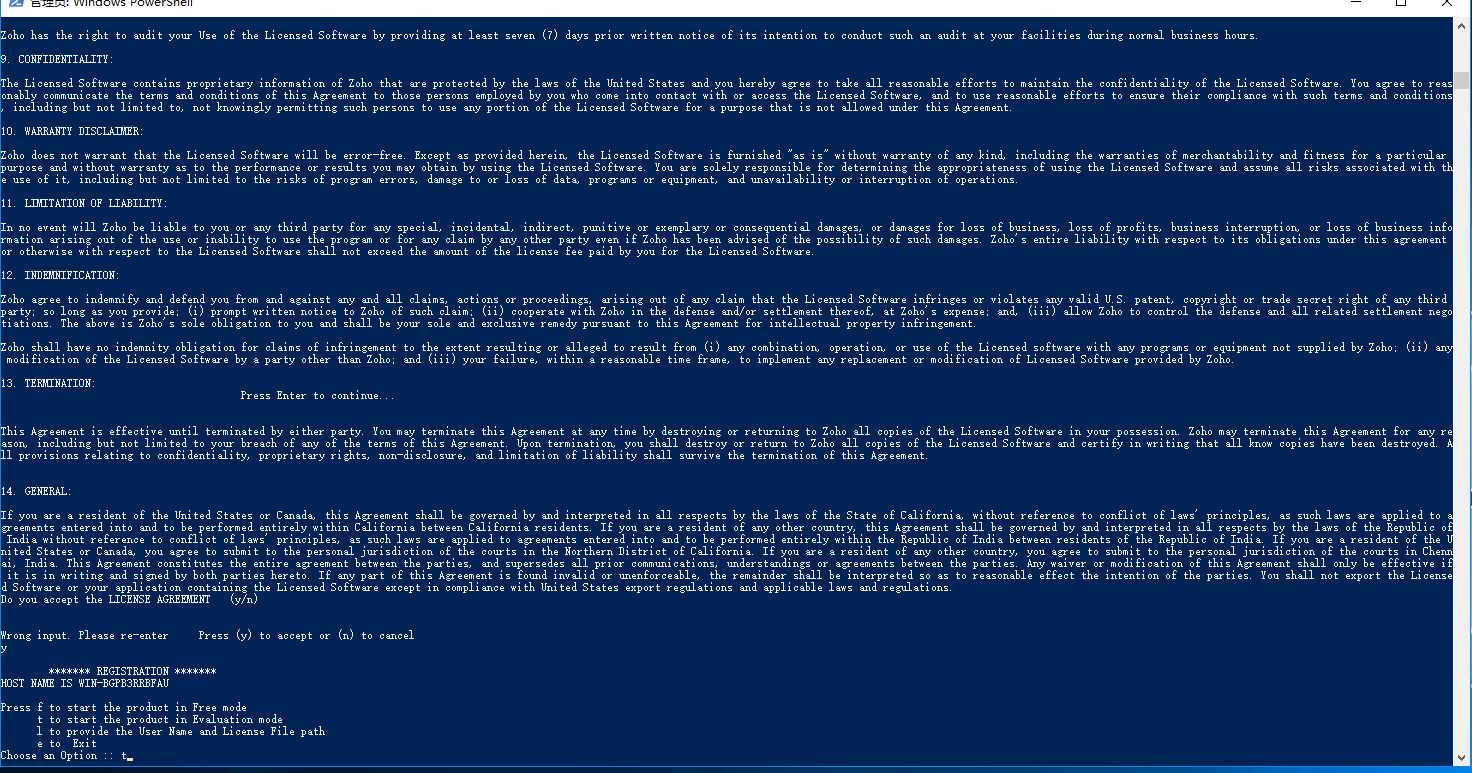 管理员: Windows PowerShell
Zoho has the right to audit your Use of the Licensed Software by providing at least seven (7) days prior written notice of its intention to conduct such an audit at your facilities during normal business hours.
9. CONFIDENTIALITY:
The Licensed Software contains proprietary information of Zoho that are protected by the laws of the United States and you hereby agree to take all reasonable efforts to maintain the confidentiality of the Licensed Software. You agree to reas
onably communicate the terms and conditions of this Agreement to those persons employed by you who come into contact with or access the Licensed Software, and to use reasonable efforts to ensure their compliance with such terms and conditions
, including but not limited to, not knowingly permitting such persons to use any portion of the Licensed Software for a purpose that is not allowed under this Agreement.
10. WARRANTY DISCLAIMER:
Zoho does not warrant that the Licensed Software will be error-free. Except as provided herein, the Licensed Software is furnished "as is" without warranty of any kind, including the warranties of merchantability and fitness for a particular
purpose and without warranty as to the performance or results you may obtain by using the Licensed Software. You are solely responsible for determining the appropriateness of using the Licensed Software and assume all risks associated with th
e use of it, including but not limited to the risks of program errors, damage to or loss of data, programs or equipment, and unavailability or interruption of operations.
11. LIMITATION OF LIABILITY:
In no event will Zoho be liable to you or any third party for any special, incidental, indirect, punitive or exemplary or consequential damages, or damages for loss of business, loss of profits, business interruption, or loss of business info
rmation arising out of the use or inability to use the program or for any claim by any other party even if Zoho has been advised of the possibility of such damages. Zoho's entire liability with respect to its obligations under this agreement
or otherwise with respect to the Licensed Software shall not exceed the amount of the license fee paid by you for the Licensed Software.
12. INDEMNIFICATION:
Zoho agree to indemnify and defend you from and against any and all claims, actions or proceedings, arising out of any claim that the Licensed Software infringes or violates any valid U.S. patent, copyright or trade secret right of any third
party; so long as you provide; (i) prompt written notice to Zoho of such claim; (ii) cooperate with Zoho in the defense and/or settlement thereof, at Zoho's expense; and, (iii) allow Zoho to control the defense and all related settlement nego
tiations. The above is Zoho's sole obligation to you and shall be your sole and exclusive remedy pursuant to this Agreement for intellectual property infringement.
Zoho shall have no indemnity obligation for claims of infringement to the extent resulting or alleged to result from (i) any combination, operation, or use of the Licensed software with any programs or equipment not supplied by Zoho; (ii) any
modification of the Licensed Software by a party other than Zoho; and (iii) your failure, within a reasonable time frame, to implement any replacement or modification of Licensed Software provided by Zoho.
13. TERMINATION:
Press Enter to continue...
This Agreement is effective until terminated by either party. You may terminate this Agreement at any time by destroying or returning to Zoho all copies of the Licensed Software in your possession. Zoho may terminate this Agreement for any re
ason, including but not limited to your breach of any of the terms of this Agreement. Upon termination, you shall destroy or return to Zoho all copies of the Licensed Software and certify in writing that all know copies have been destroyed. A
ll provisions relating to confidentiality, proprietary rights, non-disclosure, and limitation of liability shall survive the termination of this Agreement.
14. GENERAL:
If you are a resident of the United States or Canada, this Agreement shall be governed by and interpreted in all respects by the laws of the State of California, without reference to conflict of laws' principles, as such laws are applied to a
greements entered into and to be performed entirely within California between California residents. If you are a resident of any other country, this Agreement shall be governed by and interpreted in all respects by the laws of the Republic of
India without reference to conflict of laws' principles, as such laws are applied to agreements entered into and to be performed entirely within the Republic of India between residents of the Republic of India. If you are a resident of the U
nited States or Canada, you agree to submit to the personal jurisdiction of the courts in the Northern District of California. If you are a resident of any other country, you agree to submit to the personal jurisdiction of the courts in Chenn
ai, India. This Agreement constitutes the entire agreement between the parties, and supersedes all prior communications, understandings or agreements between the parties. Any waiver or modification of this Agreement shall only be effective if
it is in writing and signed by both parties hereto. If any part of this Agreement is found invalid or unenforceable, the remainder shall be interpreted so as to reasonable effect the intention of the parties. You shall not export the License
d Software or your application containing the Licensed Software except in compliance with United States export regulations and applicable laws and regulations.
Do you accept the LICENSE AGREEMENT (y/n)
Wrong input. Please re-enter Press (y) to accept or (n) to cancel
y
******* REGISTRATION *******
HOST NAME IS WIN-BGPB3RRBFAU
Press f to start the product in Free mode
t to start the product in Evaluation mode
l to provide the User Name and License File path
e to Exit
Choose an Option :: t